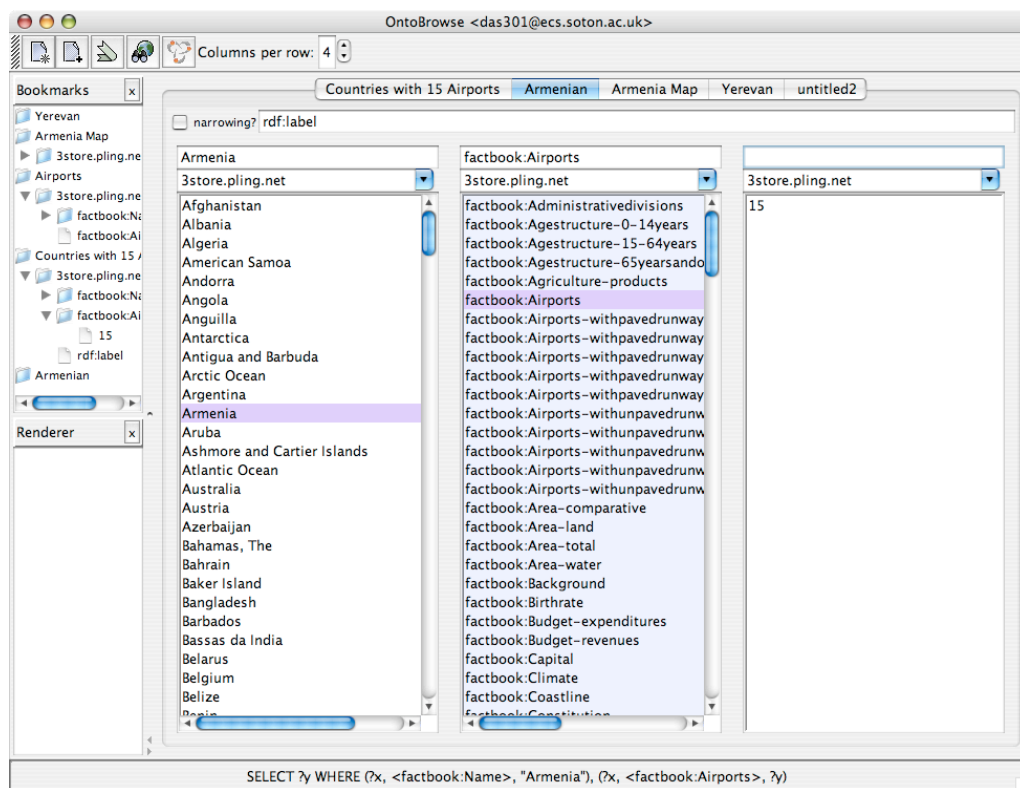 OntoBrowse <das301@ecs.soton.ac.uk>
Columns per row: 4
Bookmarks x
Yerevan
Armenia Map
3store.pling.ne
Airports
3store.pling.ne
factbook:Na
factbook:Ai
Countries with 15 A
3store.pling.ne
factbook:Na
factbook:Ai
15
rdf:label
Armenian
Renderer x
Countries with 15 Airports Armenian Armenia Map Yerevan untitled2
narrowing? rdf:label
Armenia
3store.pling.net
Afghanistan
Albania
Algeria
American Samoa
Andorra
Angola
Anguilla
Antarctica
Antigua and Barbuda
Arctic Ocean
Argentina
Armenia
Aruba
Ashmore and Cartier Islands
Atlantic Ocean
Australia
Austria
Azerbaijan
Bahamas, The
Bahrain
Baker Island
Bangladesh
Barbados
Bassas da India
Belarus
Belgium
Belize
Benin
factbook:Airports
3store.pling.net
factbook:Administrativedivisions
factbook:Agestructure-0-14years
factbook:Agestructure-15-64years
factbook:Agestructure-65yearsando
factbook:Agriculture-products
factbook:Airports
factbook:Airports-withpavedrunway
factbook:Airports-withpavedrunway
factbook:Airports-withpavedrunway
factbook:Airports-withpavedrunway
factbook:Airports-withpavedrunway
factbook:Airports-withunpavedrunw
factbook:Airports-withunpavedrunw
factbook:Airports-withunpavedrunw
factbook:Airports-withunpavedrunw
factbook:Airports-withunpavedrunw
factbook:Area-comparative
factbook:Area-land
factbook:Area-total
factbook:Area-water
factbook:Background
factbook:Birthrate
factbook:Budget-expenditures
factbook:Budget-revenues
factbook:Capital
factbook:Climate
factbook:Coastline
factbook:Constitution
3store.pling.net
15
SELECT ?y WHERE (?x, <factbook:Name>, "Armenia"), (?x, <factbook:Airports>, ?y)